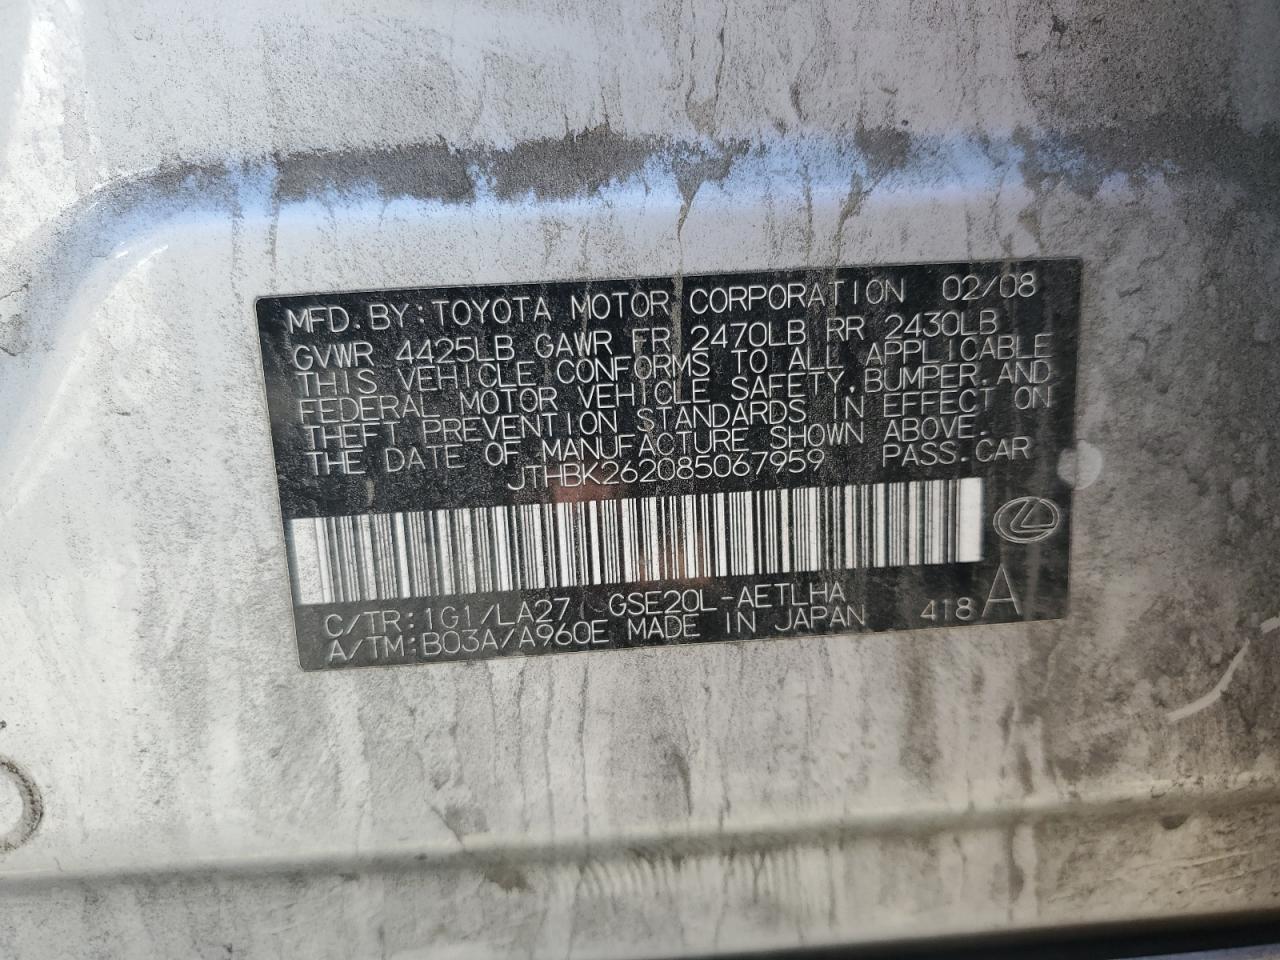 MFD. BY: TOYOTA MOTOR CORPORATION 02/08
GVWR 4425LB GAWR FR 2470LB RR 2430LB
THIS VEHICLE CONFORMS TO ALL APPLICABLE
FEDERAL MOTOR VEHICLE SAFETY, BUMPER, AND
THEFT PREVENTION STANDARDS IN EFFECT ON
THE DATE OF MANUFACTURE SHOWN ABOVE.
JTHBK262085067959 PASS. CAR
C/TR: 1G1/LA27 GSE20L-AETLHA
A/TM: B03A/A960E MADE IN JAPAN 418 A